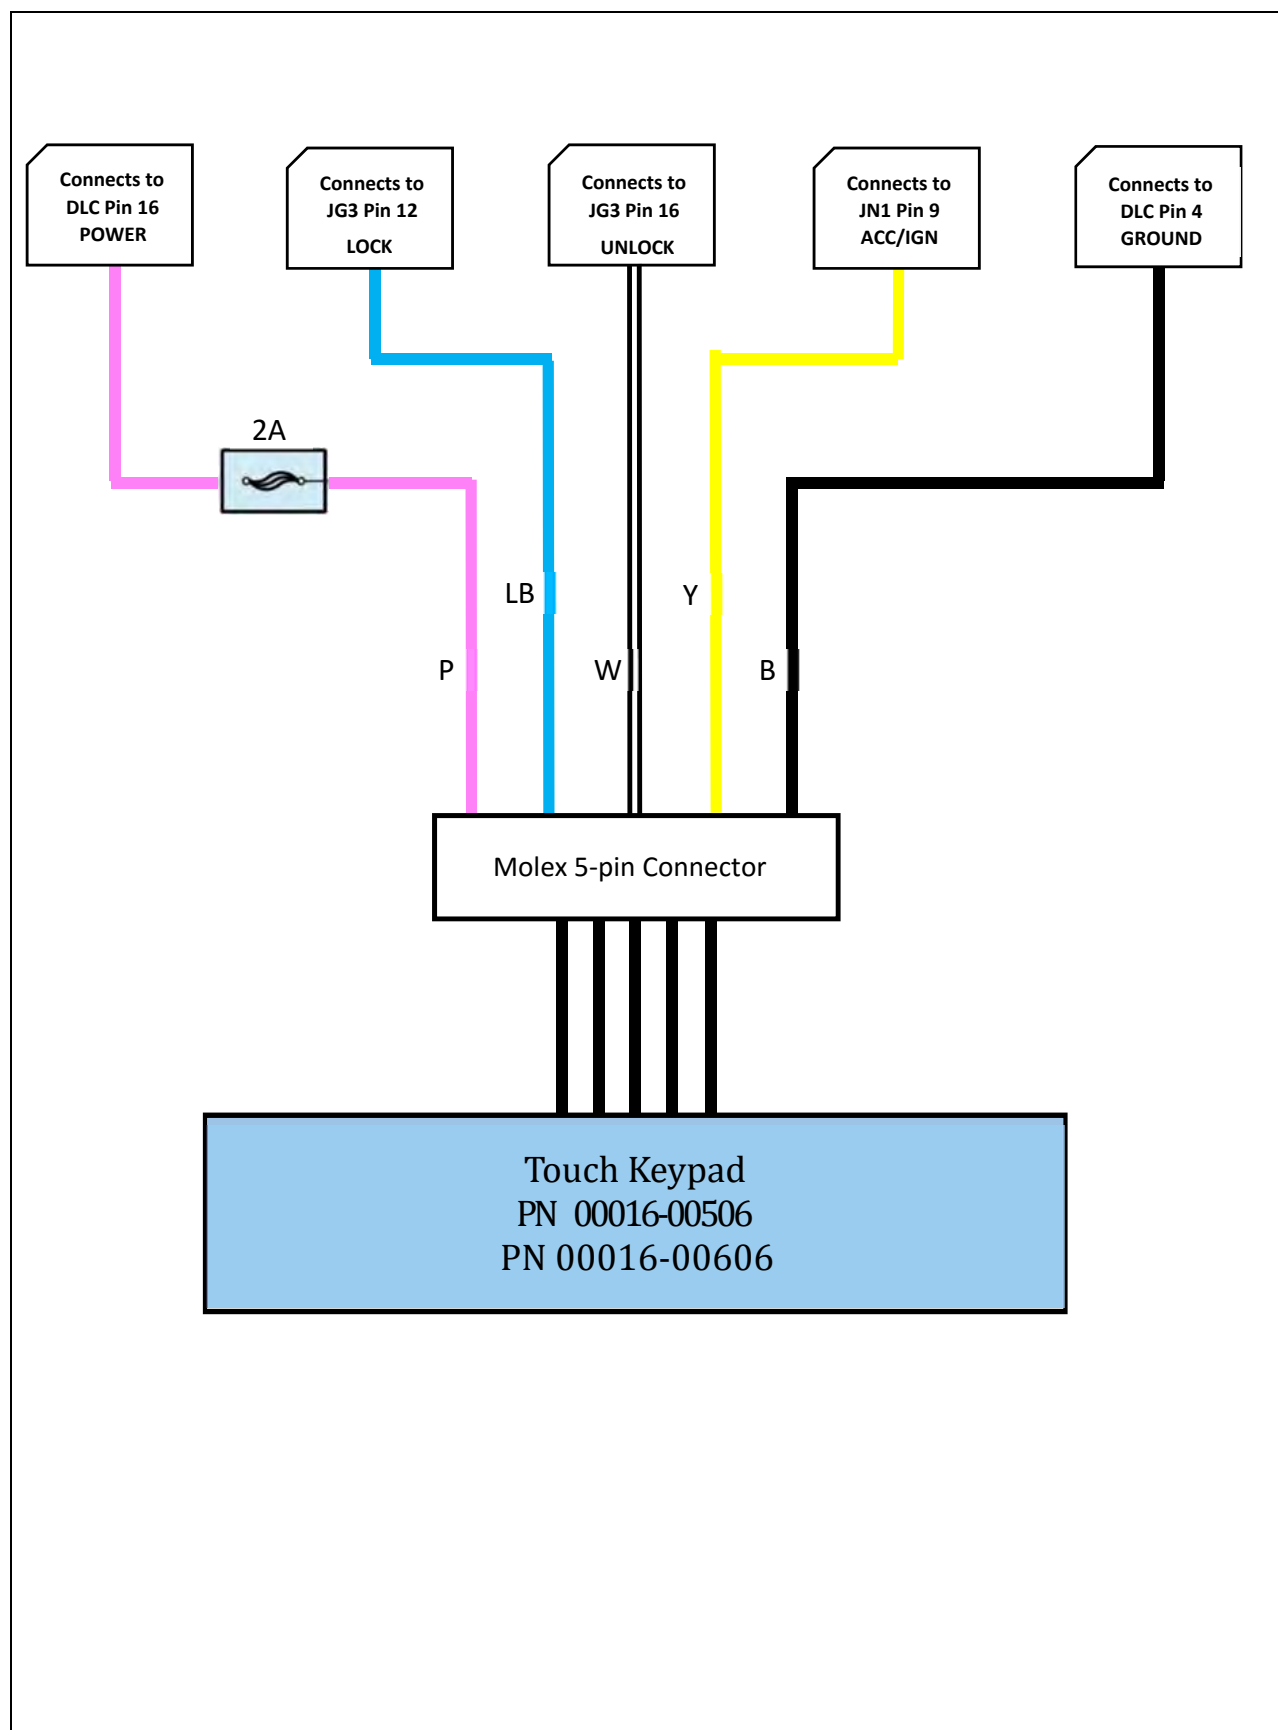 Connects to
DLC Pin 16
POWER
Connects to
JG3 Pin 12
LOCK
Connects to
JG3 Pin 16
UNLOCK
Connects to
JN1 Pin 9
ACC/IGN
Connects to
DLC Pin 4
GROUND
2A
LB
Y
P
W
B
Molex 5-pin Connector
Touch Keypad
PN 00016-00506
PN 00016-00606